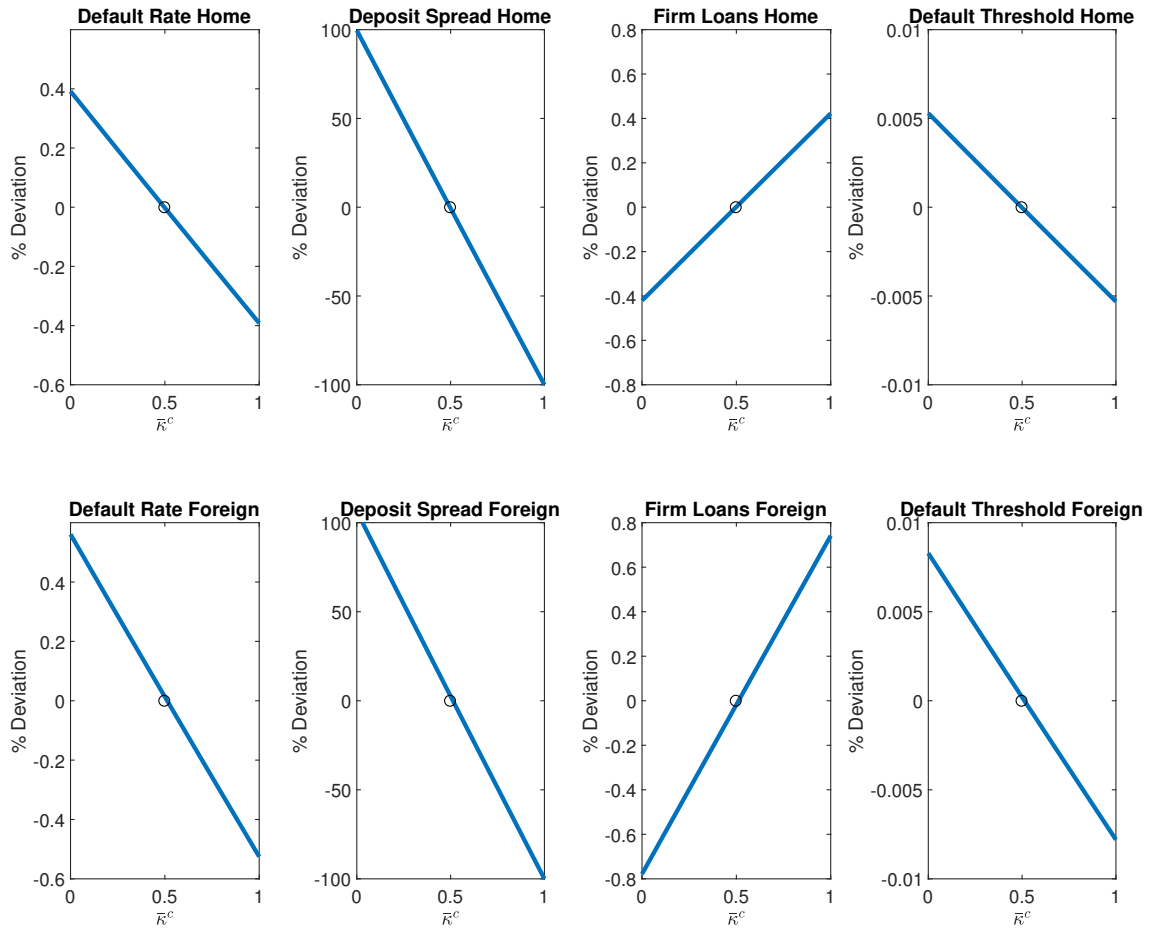 Default Rate Home
% Deviation
0.4
0.2
0
-0.2
-0.4
-0.6
0 0.5 1
κ̄ᶜ
Deposit Spread Home
% Deviation
100
50
0
-50
-100
0 0.5 1
κ̄ᶜ
Firm Loans Home
% Deviation
0.8
0.6
0.4
0.2
0
-0.2
-0.4
-0.6
-0.8
0 0.5 1
κ̄ᶜ
Default Threshold Home
% Deviation
0.01
0.005
0
-0.005
-0.01
0 0.5 1
κ̄ᶜ
Default Rate Foreign
% Deviation
0.4
0.2
0
-0.2
-0.4
-0.6
0 0.5 1
κ̄ᶜ
Deposit Spread Foreign
% Deviation
100
50
0
-50
-100
0 0.5 1
κ̄ᶜ
Firm Loans Foreign
% Deviation
0.8
0.6
0.4
0.2
0
-0.2
-0.4
-0.6
-0.8
0 0.5 1
κ̄ᶜ
Default Threshold Foreign
% Deviation
0.01
0.005
0
-0.005
-0.01
0 0.5 1
κ̄ᶜ